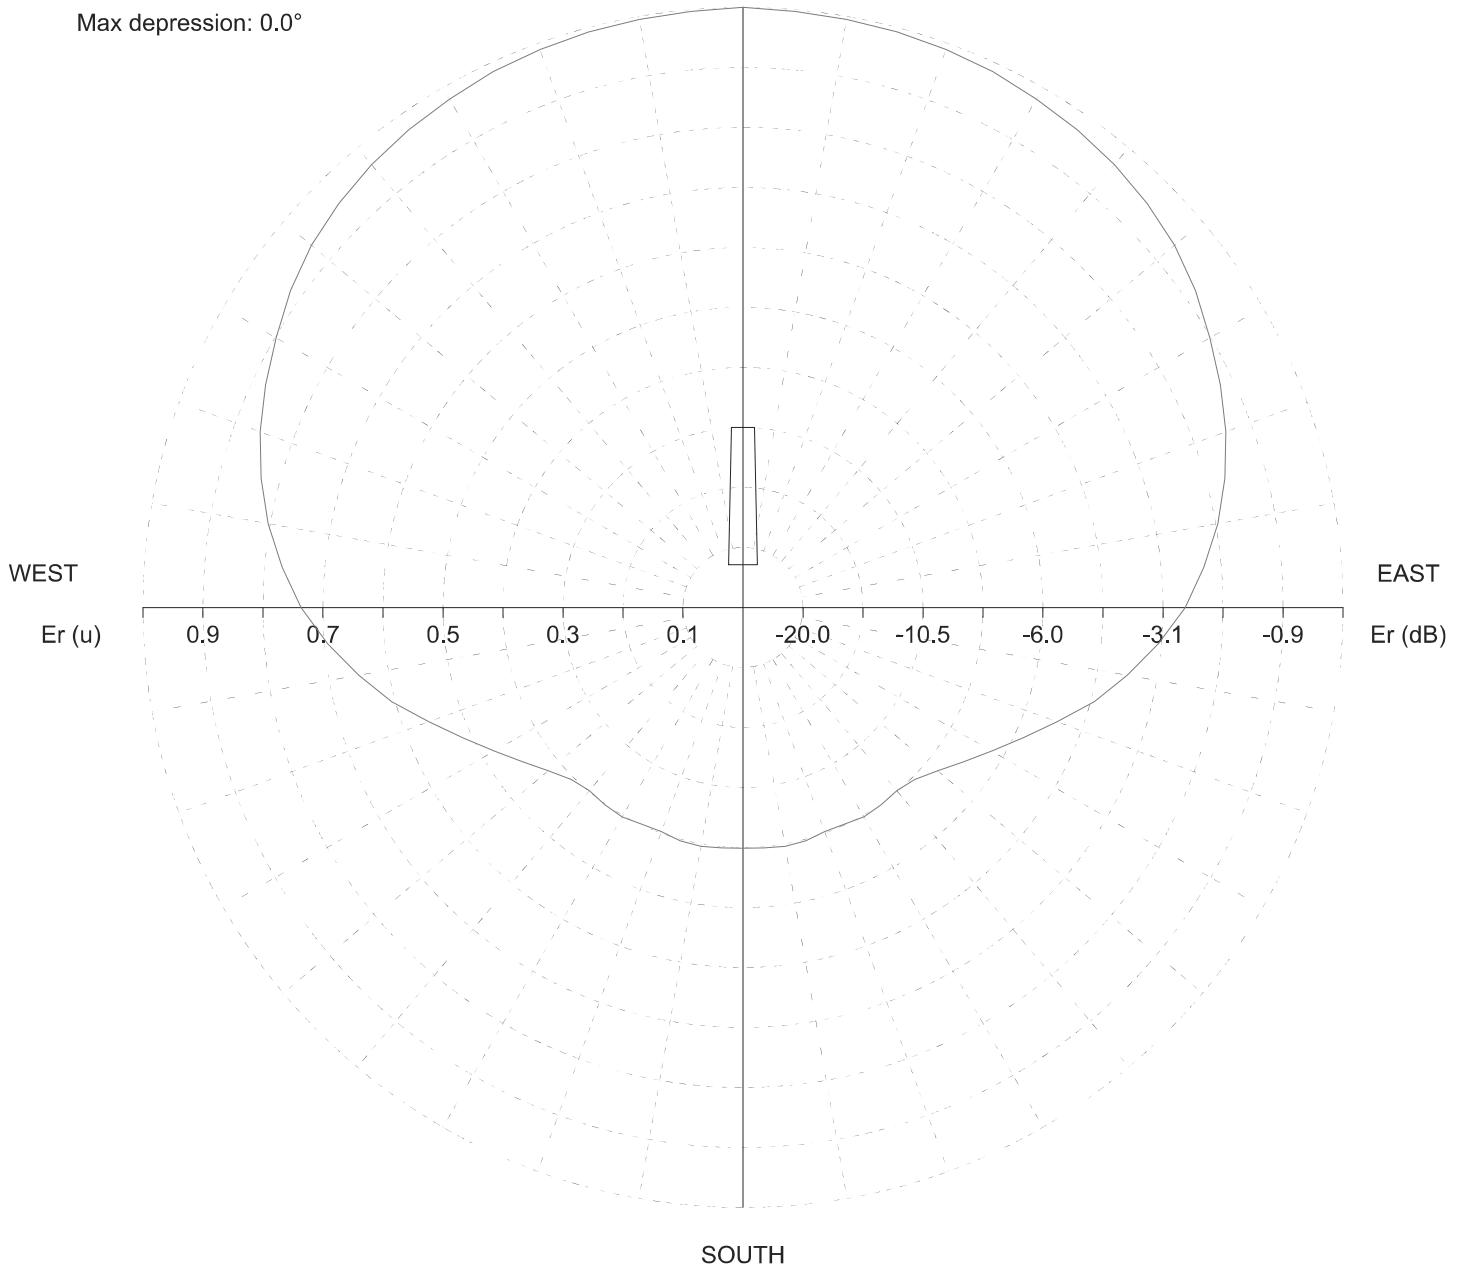 Max depression: 0.0°
WEST
EAST
Er (u) 0.9 0.7 0.5 0.3 0.1 -20.0 -10.5 -6.0 -3.1 -0.9 Er (dB)
SOUTH